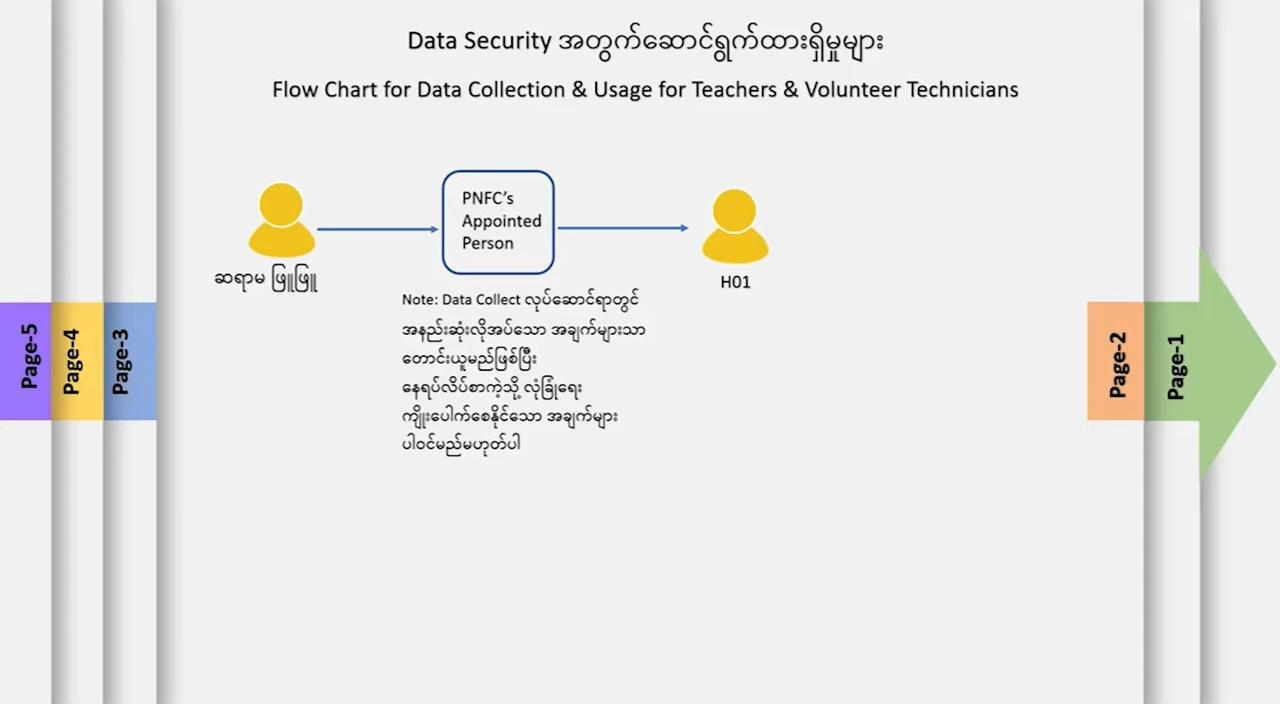 Data Security အတွက်ဆောင်ရွက်ထားရှိမှုများ
Flow Chart for Data Collection & Usage for Teachers & Volunteer Technicians
PNFC's
Appointed
Person
ဆရာမ ဖြူဖြူ
H01
Note: Data Collect လုပ်ဆောင်ရာတွင်
အနည်းဆုံးလိုအပ်သော အချက်များသာ
တောင်းယူမည်ဖြစ်ပြီး
နေရပ်လိပ်စာကဲ့သို့ လုံခြုံရေး
ကျိုးပေါက်စေနိုင်သော အချက်များ
ပါဝင်မည်မဟုတ်ပါ
Page-5
Page-4
Page-3
Page-2
Page-1